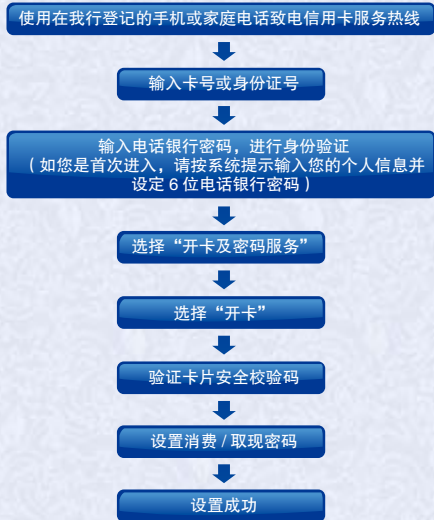 使用在我行登记的手机或家庭电话致电信用卡服务热线
输入卡号或身份证号
输入电话银行密码，进行身份验证
（如您是首次进入，请按系统提示输入您的个人信息并
设定 6 位电话银行密码）
选择“开卡及密码服务”
选择“开卡”
验证卡片安全校验码
设置消费 / 取现密码
设置成功